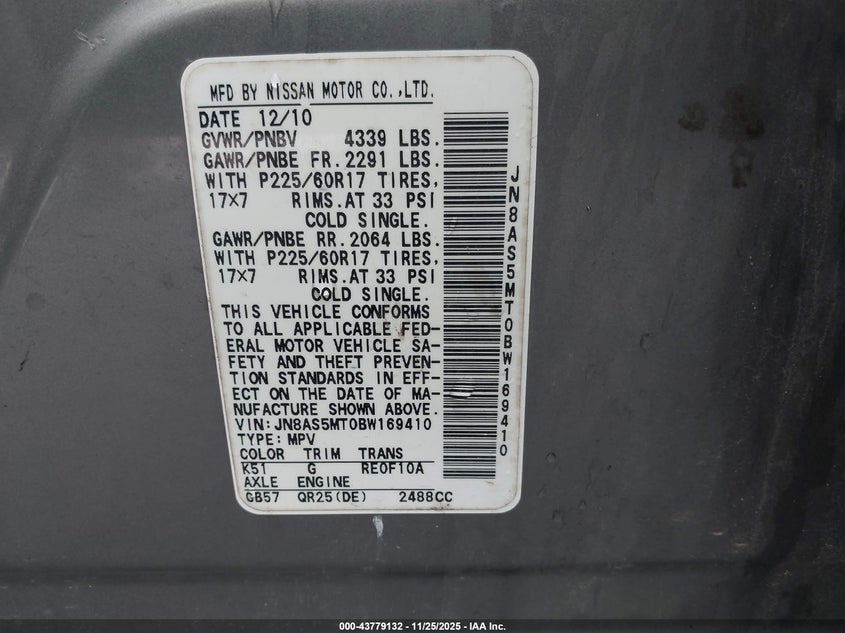 MFD BY NISSAN MOTOR CO.,LTD.
DATE 12/10
GVWR/PNBV 4339 LBS.
GAWR/PNBE FR. 2291 LBS.
WITH P225/60R17 TIRES,
17×7 RIMS. AT 33 PSI
COLD SINGLE.
GAWR/PNBE RR. 2064 LBS.
WITH P225/60R17 TIRES,
17×7 RIMS. AT 33 PSI
COLD SINGLE.
THIS VEHICLE CONFORMS
TO ALL APPLICABLE FED-
ERAL MOTOR VEHICLE SA-
FETY AND THEFT PREVEN-
TION STANDARDS IN EFF-
ECT ON THE DATE OF MA-
NUFACTURE SHOWN ABOVE.
VIN:JN8AS5MT0BW169410
TYPE:MPV
COLOR TRIM TRANS
K51 G RE0F10A
AXLE ENGINE
GB57 QR25(DE) 2488CC
JN8AS5MT0BW169410
000-43779132 - 11/25/2025 - IAA Inc.